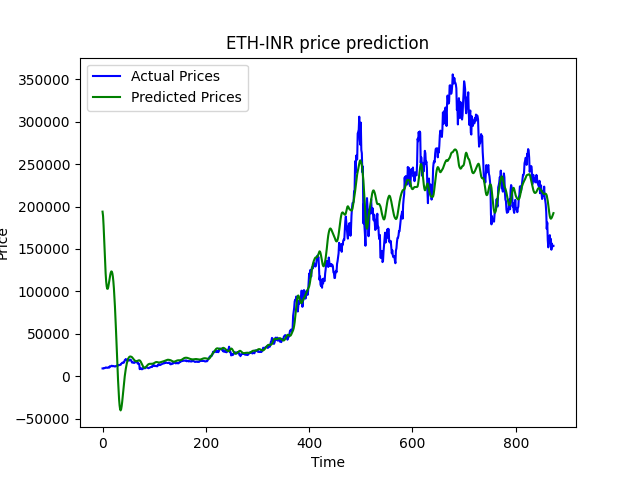 ETH-INR price prediction
Actual Prices
Predicted Prices
350000
300000
250000
200000
150000
100000
50000
0
−50000
Price
0 200 400 600 800
Time